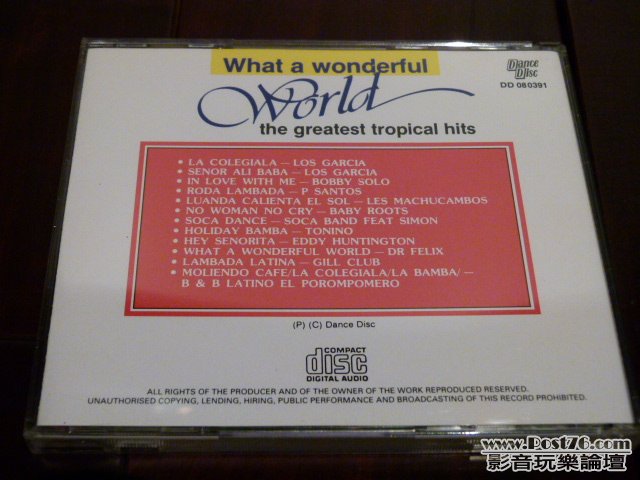 What a wonderful
World
the greatest tropical hits
Dance
Disc
DD 080391
• LA COLEGIALA — LOS GARCIA
• SENOR ALI BABA — LOS GARCIA
• IN LOVE WITH ME — BOBBY SOLO
• RODA LAMBADA — P SANTOS
• LUANDA CALIENTA EL SOL — LES MACHUCAMBOS
• NO WOMAN NO CRY — BABY ROOTS
• SOCA DANCE — SOCA BAND FEAT SIMON
• HOLIDAY BAMBA — TONINO
• HEY SENORITA — EDDY HUNTINGTON
• WHAT A WONDERFUL WORLD — DR FELIX
• LAMBADA LATINA — GILL CLUB
• MOLIENDO CAFE/LA COLEGIALA/LA BAMBA/ —
B & B LATINO EL POROMPOMERO
(P) (C) Dance Disc
COMPACT
disc
DIGITAL AUDIO
ALL RIGHTS OF THE PRODUCER AND OF THE OWNER OF THE WORK REPRODUCED RESERVED.
UNAUTHORISED COPYING, LENDING, HIRING, PUBLIC PERFORMANCE AND BROADCASTING OF THIS RECORD PROHIBITED.
www.Post76.com
影音玩樂論壇